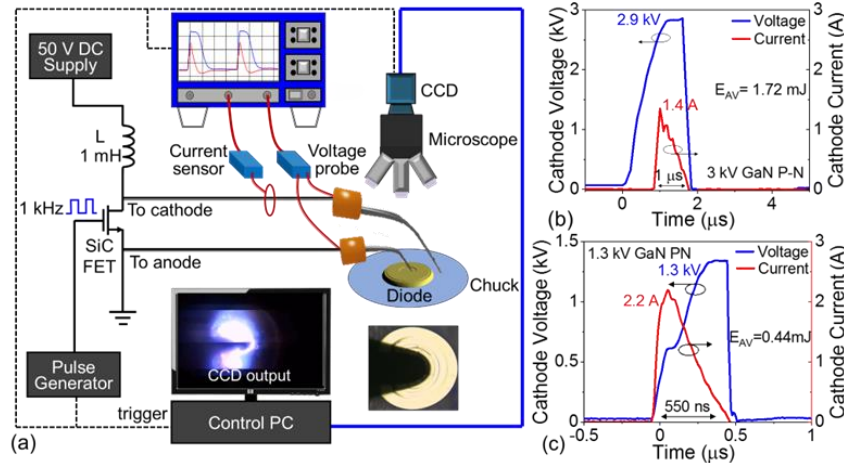 50 V DC
Supply
L
1 mH
1 kHz
SiC
FET
Pulse
Generator
To cathode
To anode
Current
sensor
Voltage
probe
CCD
Microscope
Diode
Chuck
CCD output
trigger
Control PC
(a)
Cathode Voltage (kV)
3
2
1
0
2.9 kV
Voltage
Current
1.4 A
E_AV= 1.72 mJ
1 μs
3 kV GaN P-N
3
2
1
0
Cathode Current (A)
0
2
4
Time (μs)
(b)
Cathode Voltage (kV)
1.5
1
0.5
0
1.3 kV GaN PN
Voltage
Current
1.3 kV
2.2 A
E_AV=0.44mJ
550 ns
3
2
1
0
Cathode Current (A)
-0.5
0
0.5
1
Time (μs)
(c)